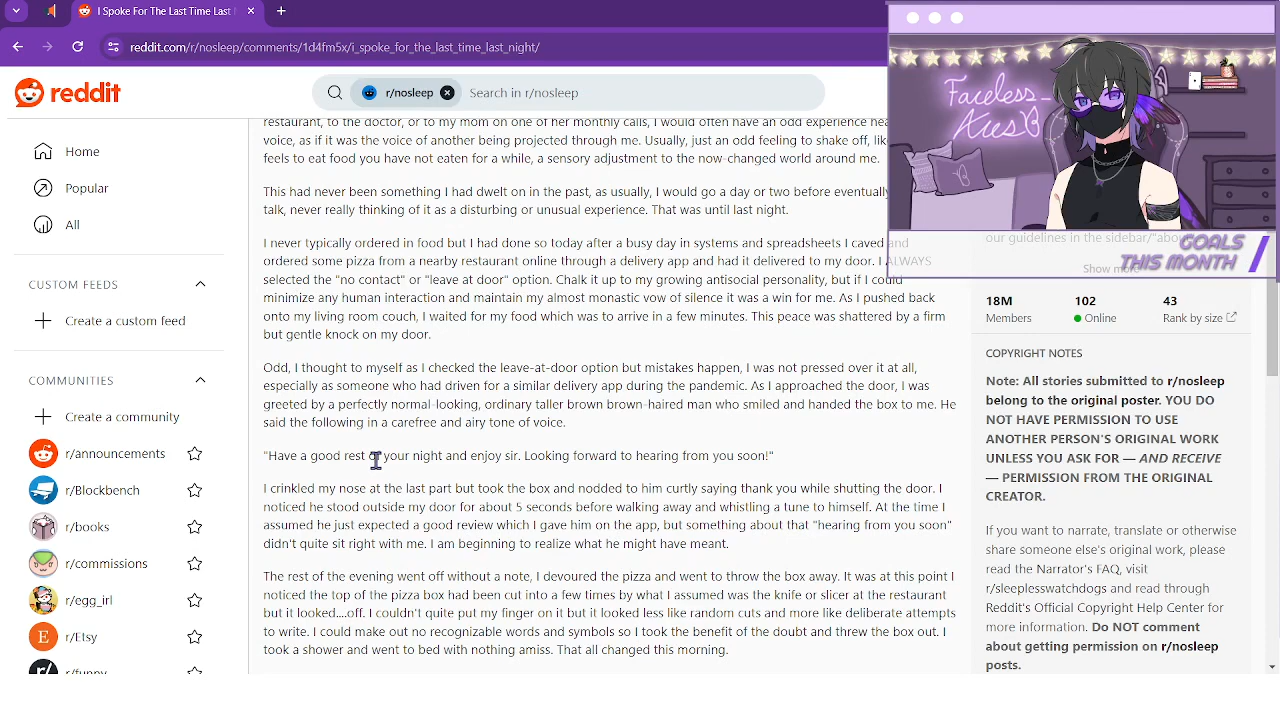 I Spoke For The Last Time Last
reddit.com/r/nosleep/comments/1d4fm5x/i_spoke_for_the_last_time_last_night/
reddit
r/nosleep
Search in r/nosleep
Faceless_
Home
Popular
All
CUSTOM FEEDS
Create a custom feed
COMMUNITIES
Create a community
r/announcements
r/Blockbench
r/books
r/commissions
r/egg_irl
r/Etsy
r/funny
restaurant, to the doctor, or to my mom on one of her monthly calls, I would often have an odd experience
voice, as if it was the voice of another being projected through me. Usually, just an odd feeling to shake off,
feels to eat food you have not eaten for a while, a sensory adjustment to the now-changed world around me.
This had never been something I had dwelt on in the past, as usually, I would go a day or two before eventually
talk, never really thinking of it as a disturbing or unusual experience. That was until last night.
I never typically ordered in food but I had done so today after a busy day in systems and spreadsheets I caved and
ordered some pizza from a nearby restaurant down through a delivery app and had it delivered to my door. I ALWAYS
selected the "no contact" or "leave at door" option. Chalk it up to my growing antisocial personality, but if I could
minimize any human interaction and maintain my almost monastic vow of silence it was a win for me. As I pushed back
onto my living room couch, I waited for my food which was to arrive in a few minutes. This peace was shattered by a firm
but gentle knock on my door.
Odd, I thought to myself as I checked the leave-at-door option but mistakes happen, I was not pressed over it at all,
especially as someone who had driven for a similar delivery app during the pandemic. As I approached the door, I was
greeted by a perfectly normal-looking, ordinary taller brown brown-haired man who smiled and handed the box to me. He
said the following in a carefree and airy tone of voice.
"Have a good rest of your night and enjoy sir. Looking forward to hearing from you soon!"
I crinkled my nose at the last part but took the box and nodded to him curtly saying thank you while shutting the door. I
noticed he stood outside my door for about 5 seconds before walking away and whistling a tune to himself. At the time I
assumed he just expected a good review which I gave him on the app, but something about that "hearing from you soon"
didn't quite sit right with me. I am beginning to realize what he might have meant.
The rest of the evening went off without a note, I devoured the pizza and went to throw the box away. It was at this point I
noticed the top of the pizza box had been cut into a few times by what I assumed was the knife or slicer at the restaurant
but it looked....off. I couldn't quite put my finger on it but it looked less like random cuts and more like deliberate attempts
to write. I could make out no recognizable words and symbols so I took the benefit of the doubt and threw the box out. I
took a shower and went to bed with nothing amiss. That all changed this morning.
our guidelines in the sidebar/"about
Show more
GOALS
THIS MONTH
18M
Members
102
Online
43
Rank by size
COPYRIGHT NOTES
Note: All stories submitted to r/nosleep
belong to the original poster. YOU DO
NOT HAVE PERMISSION TO USE
ANOTHER PERSON'S ORIGINAL WORK
UNLESS YOU ASK FOR — AND RECEIVE
— PERMISSION FROM THE ORIGINAL
CREATOR.
If you want to narrate, translate or otherwise
share someone else's original work, please
read the Narrator's FAQ, visit
r/sleeplesswatchdogs and read through
Reddit's Official Copyright Help Center for
more information. Do NOT comment
about getting permission on r/nosleep
posts.